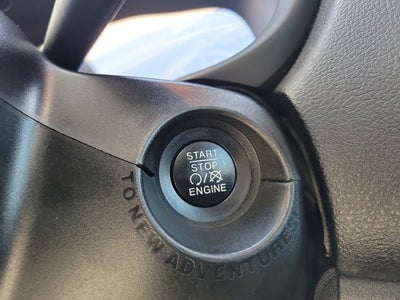 START
STOP
ENGINE
TO NEW ADVENTURES!